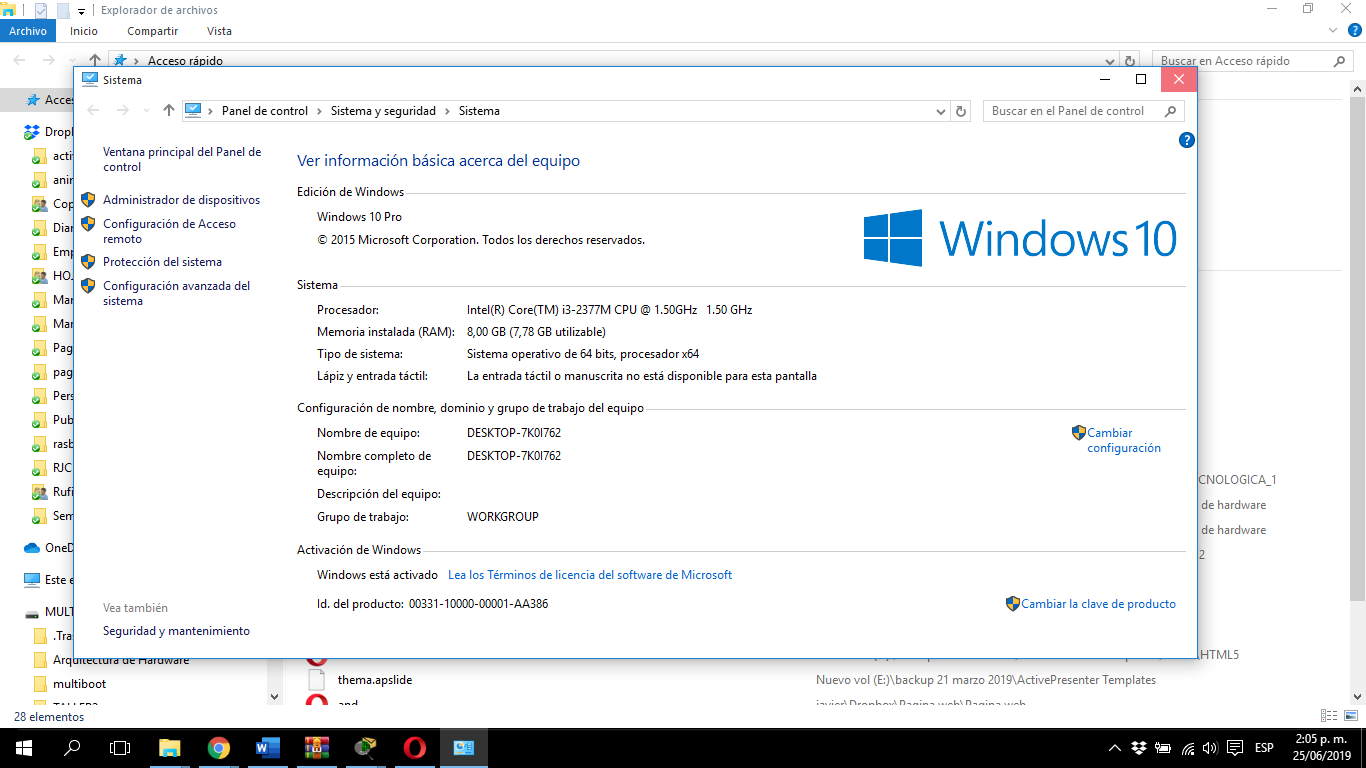 Explorador de archivos
Archivo Inicio Compartir Vista
Acceso rápido Buscar en Acceso rápido
Sistema
Panel de control Sistema y seguridad Sistema Buscar en el Panel de control
Ventana principal del Panel de
control
Administrador de dispositivos
Configuración de Acceso
remoto
Protección del sistema
Configuración avanzada del
sistema
Vea también
Seguridad y mantenimiento
Ver información básica acerca del equipo
Edición de Windows
Windows 10 Pro
© 2015 Microsoft Corporation. Todos los derechos reservados.
Windows 10
Sistema
Procesador: Intel(R) Core(TM) i3-2377M CPU @ 1.50GHz 1.50 GHz
Memoria instalada (RAM): 8,00 GB (7,78 GB utilizable)
Tipo de sistema: Sistema operativo de 64 bits, procesador x64
Lápiz y entrada táctil: La entrada táctil o manuscrita no está disponible para esta pantalla
Configuración de nombre, dominio y grupo de trabajo del equipo
Nombre de equipo: DESKTOP-7K0I762
Cambiar
configuración
Nombre completo de
equipo: DESKTOP-7K0I762
Descripción del equipo:
Grupo de trabajo: WORKGROUP
Activación de Windows
Windows está activado Lea los Términos de licencia del software de Microsoft
Id. del producto: 00331-10000-00001-AA386 Cambiar la clave de producto
Acce
Dropl
acti
anir
Cop
Diar
Emp
HOJ
Mar
Mar
Pag
pag
Pers
Pub
rasb
RJC
Rufi
Sem
OneD
Este e
MULT
.Tras
Arquitectura de Hardware
multiboot
CNOLOGICA_1
de hardware
de hardware
2
HTML5
thema.apslide Nuevo vol (E:)\backup 21 marzo 2019\ActivePresenter Templates
and javier\Dropbox\Pagina web\Pagina web
28 elementos
ESP
2:05 p. m.
25/06/2019